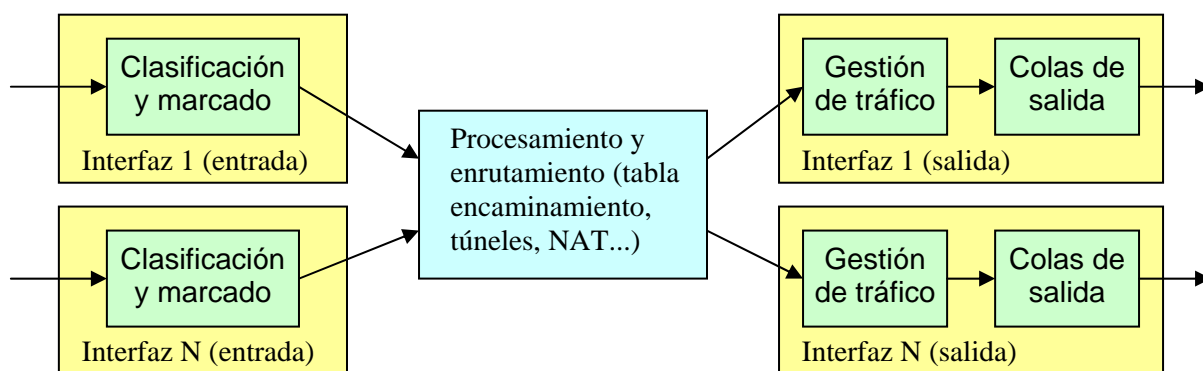 Clasificación
y marcado
Interfaz 1 (entrada)
Clasificación
y marcado
Interfaz N (entrada)
Procesamiento y
enrutamiento (tabla
encaminamiento,
túneles, NAT...)
Gestión
de tráfico
Colas de
salida
Interfaz 1 (salida)
Gestión
de tráfico
Colas de
salida
Interfaz N (salida)